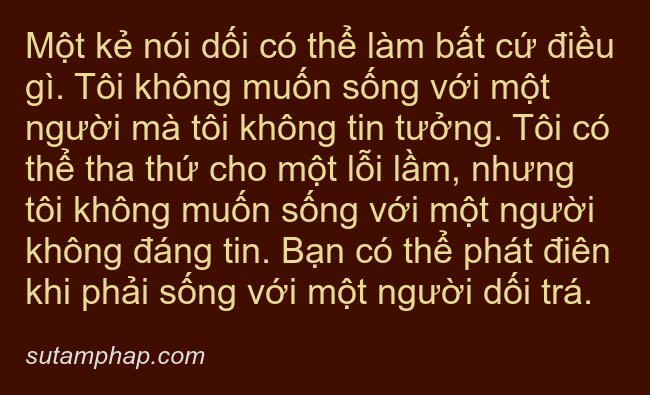 Một kẻ nói dối có thể làm bất cứ điều
gì. Tôi không muốn sống với một
người mà tôi không tin tưởng. Tôi có
thể tha thứ cho một lỗi lầm, nhưng
tôi không muốn sống với một người
không đáng tin. Bạn có thể phát điên
khi phải sống với một người dối trá.
sutamphap.com